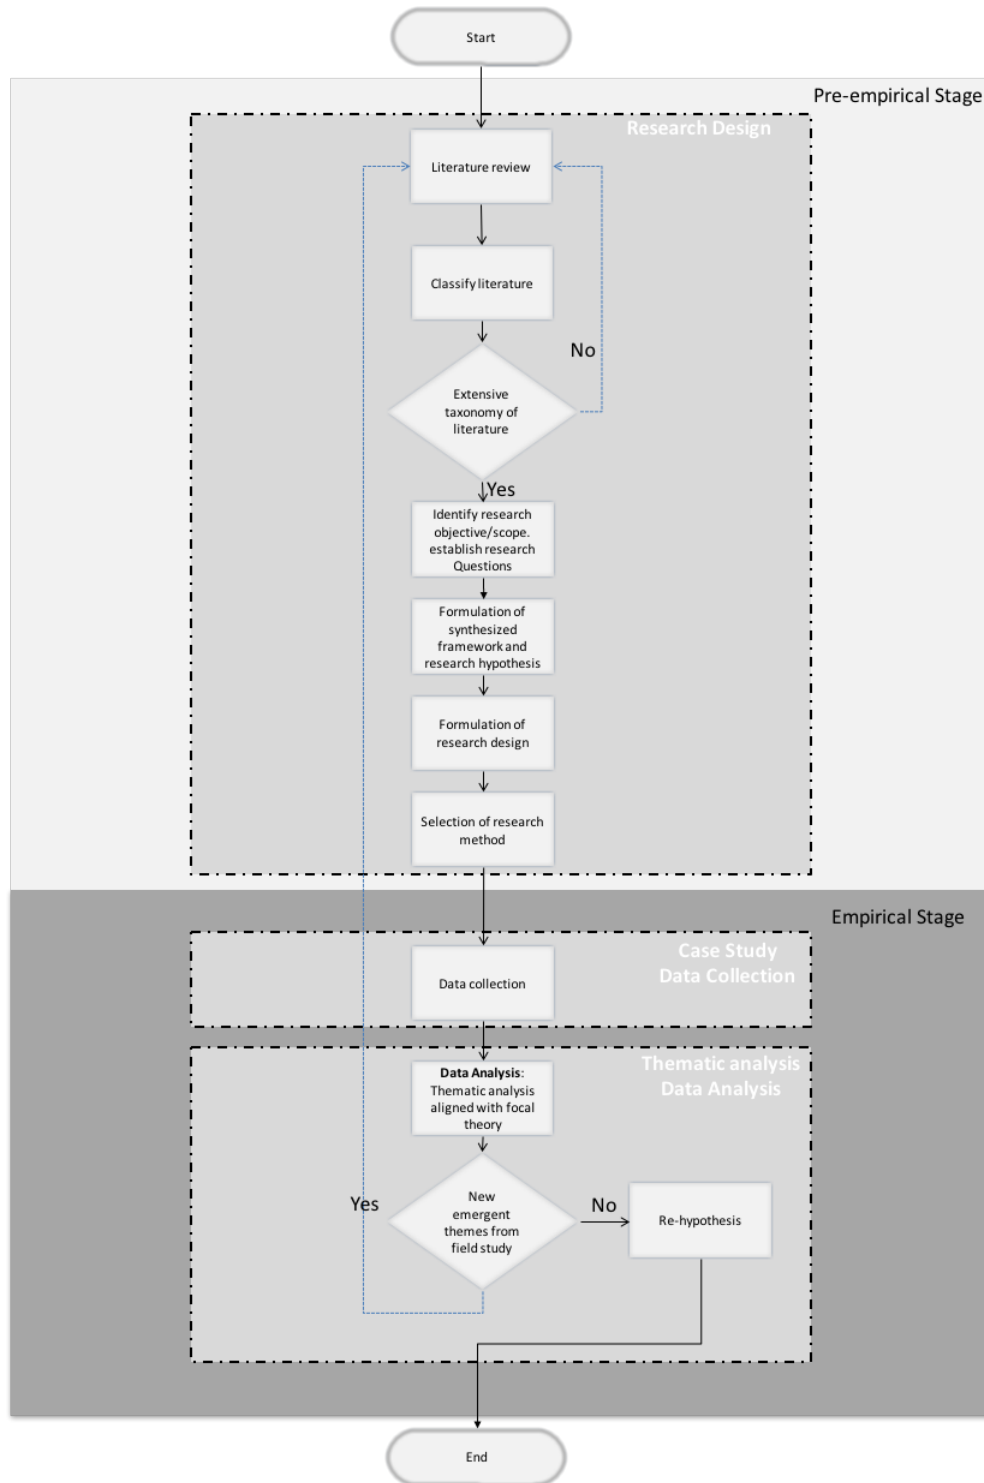 Start
Pre-empirical Stage
Research Design
Literature review
Classify literature
No
Extensive
taxonomy of
literature
Yes
Identify research
objective/scope.
establish research
Questions
Formulation of
synthesized
framework and
research hypothesis
Formulation of
research design
Selection of research
method
Empirical Stage
Case Study
Data Collection
Data collection
Thematic analysis
Data Analysis
Data Analysis:
Thematic analysis
aligned with focal
theory
Yes
New
emergent
themes from
field study
No
Re-hypothesis
End